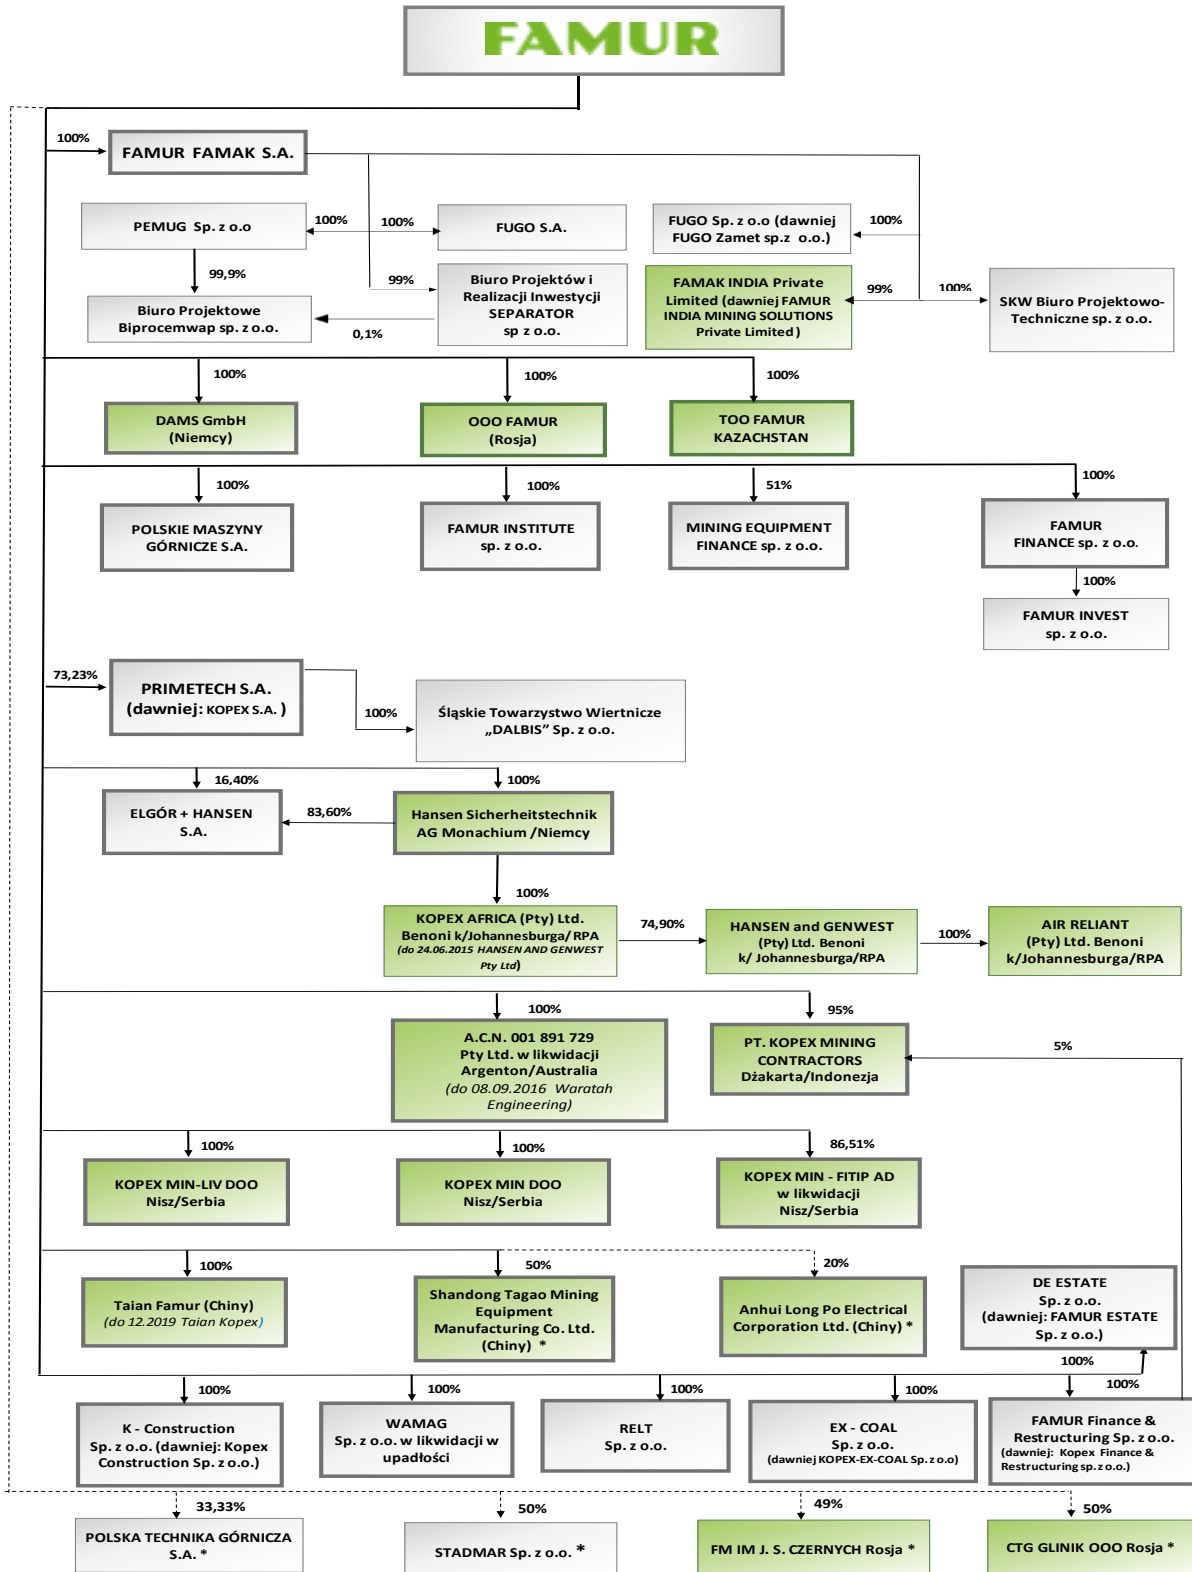 FAMUR
100%
FAMUR FAMAK S.A.
PEMUG Sp. z o.o
100%
100%
FUGO S.A.
FUGO Sp. z o.o (dawniej
FUGO Zamet sp.z o.o.)
100%
99,9%
99%
Biuro Projektów i
Realizacji Inwestycji
SEPARATOR
sp z o.o.
FAMAK INDIA Private
Limited (dawniej FAMUR
INDIA MINING SOLUTIONS
Private Limited )
99%
100%
SKW Biuro Projektowo-
Techniczne sp. z o.o.
Biuro Projektowe
Biprocemwap sp. z o.o.
0,1%
100%
100%
100%
DAMS GmbH
(Niemcy)
OOO FAMUR
(Rosja)
TOO FAMUR
KAZACHSTAN
100%
100%
51%
100%
POLSKIE MASZYNY
GÓRNICZE S.A.
FAMUR INSTITUTE
sp. z o.o.
MINING EQUIPMENT
FINANCE sp. z o.o.
FAMUR
FINANCE sp. z o.o.
100%
FAMUR INVEST
sp. z o.o.
73,23%
PRIMETECH S.A.
(dawniej: KOPEX S.A. )
100%
Śląskie Towarzystwo Wiertnicze
„DALBIS” Sp. z o.o.
16,40%
100%
ELGÓR + HANSEN
S.A.
83,60%
Hansen Sicherheitstechnik
AG Monachium /Niemcy
100%
KOPEX AFRICA (Pty) Ltd.
Benoni k/Johannesburga/RPA
(do 24.06.2015 HANSEN AND GENWEST
Pty Ltd)
74,90%
HANSEN and GENWEST
(Pty) Ltd. Benoni
k/ Johannesburga/RPA
100%
AIR RELIANT
(Pty) Ltd. Benoni
k/Johannesburga/RPA
100%
95%
A.C.N. 001 891 729
Pty Ltd. w likwidacji
Argenton/Australia
(do 08.09.2016 Waratah
Engineering)
PT. KOPEX MINING
CONTRACTORS
Dżakarta/Indonezja
5%
100%
100%
86,51%
KOPEX MIN-LIV DOO
Nisz/Serbia
KOPEX MIN DOO
Nisz/Serbia
KOPEX MIN - FITIP AD
w likwidacji
Nisz/Serbia
100%
50%
20%
Taian Famur (Chiny)
(do 12.2019 Taian Kopex)
Shandong Tagao Mining
Equipment
Manufacturing Co. Ltd.
(Chiny) *
Anhui Long Po Electrical
Corporation Ltd. (Chiny) *
DE ESTATE
Sp. z o.o.
(dawniej: FAMUR ESTATE
Sp. z o.o.)
100%
100%
100%
100%
100%
100%
K - Construction
Sp. z o.o. (dawniej: Kopex
Construction Sp. z o.o.)
WAMAG
Sp. z o.o. w likwidacji w
upadłości
RELT
Sp. z o.o.
EX - COAL
Sp. z o.o.
(dawniej KOPEX-EX-COAL Sp. z o.o)
FAMUR Finance &
Restructuring Sp. z o.o.
(dawniej: Kopex Finance &
Restructuring sp. z o.o.)
33,33%
50%
49%
50%
POLSKA TECHNIKA GÓRNICZA
S.A. *
STADMAR Sp. z o.o. *
FM IM J. S. CZERNYCH Rosja *
CTG GLINIK OOO Rosja *